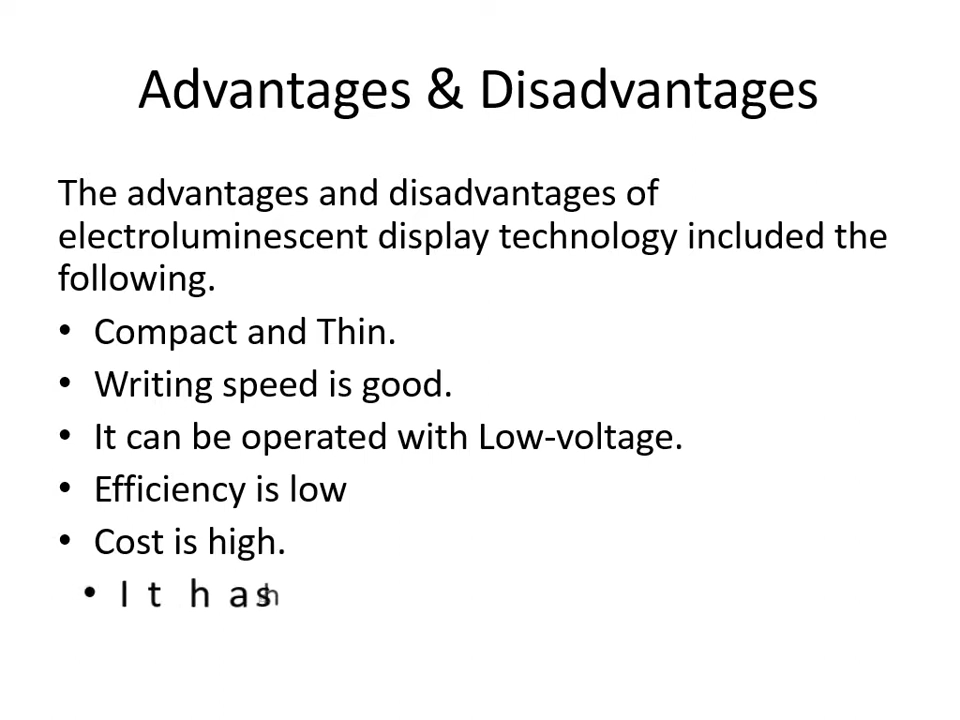 Advantages & Disadvantages
The advantages and disadvantages of
electroluminescent display technology included the
following.
• Compact and Thin.
• Writing speed is good.
• It can be operated with Low-voltage.
• Efficiency is low
• Cost is high.
• It has